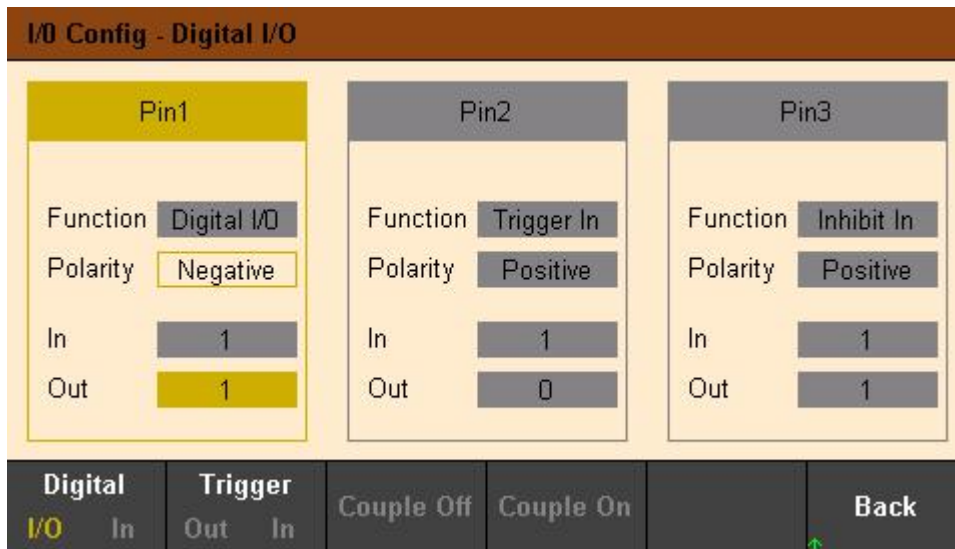 I/O Config - Digital I/O
Pin1
Function Digital I/O
Polarity Negative
In 1
Out 1
Pin2
Function Trigger In
Polarity Positive
In 1
Out 0
Pin3
Function Inhibit In
Polarity Positive
In 1
Out 1
Digital
I/O In
Trigger
Out In
Couple Off
Couple On
Back